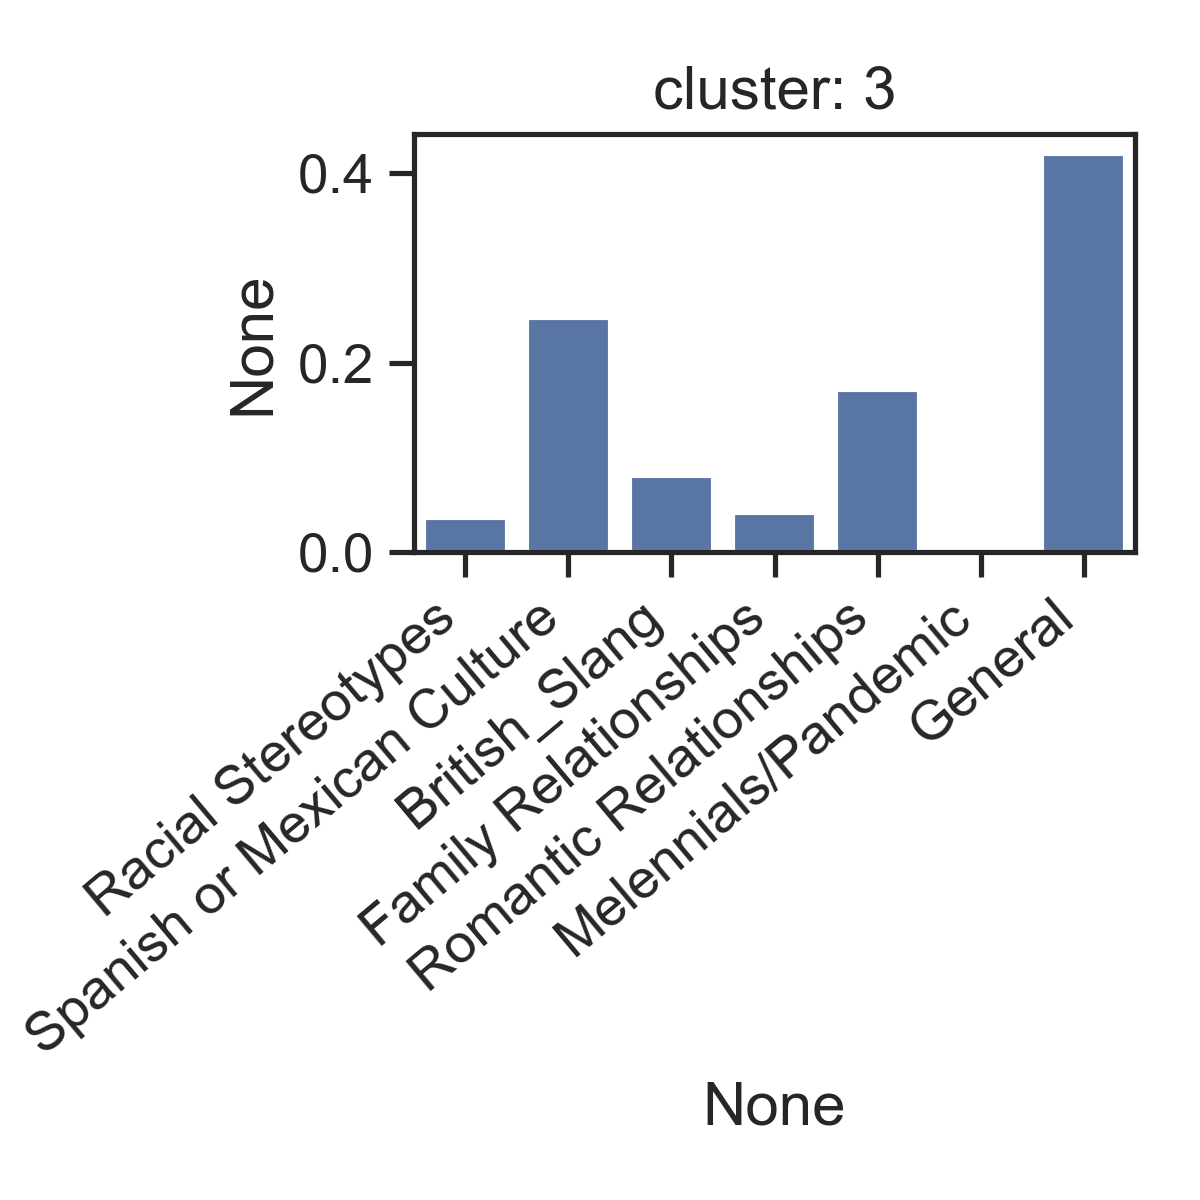 cluster: 3
0.4
0.2
0.0
None
Racial Stereotypes
Spanish or Mexican Culture
British_Slang
Family Relationships
Romantic Relationships
Melennials/Pandemic
General
None